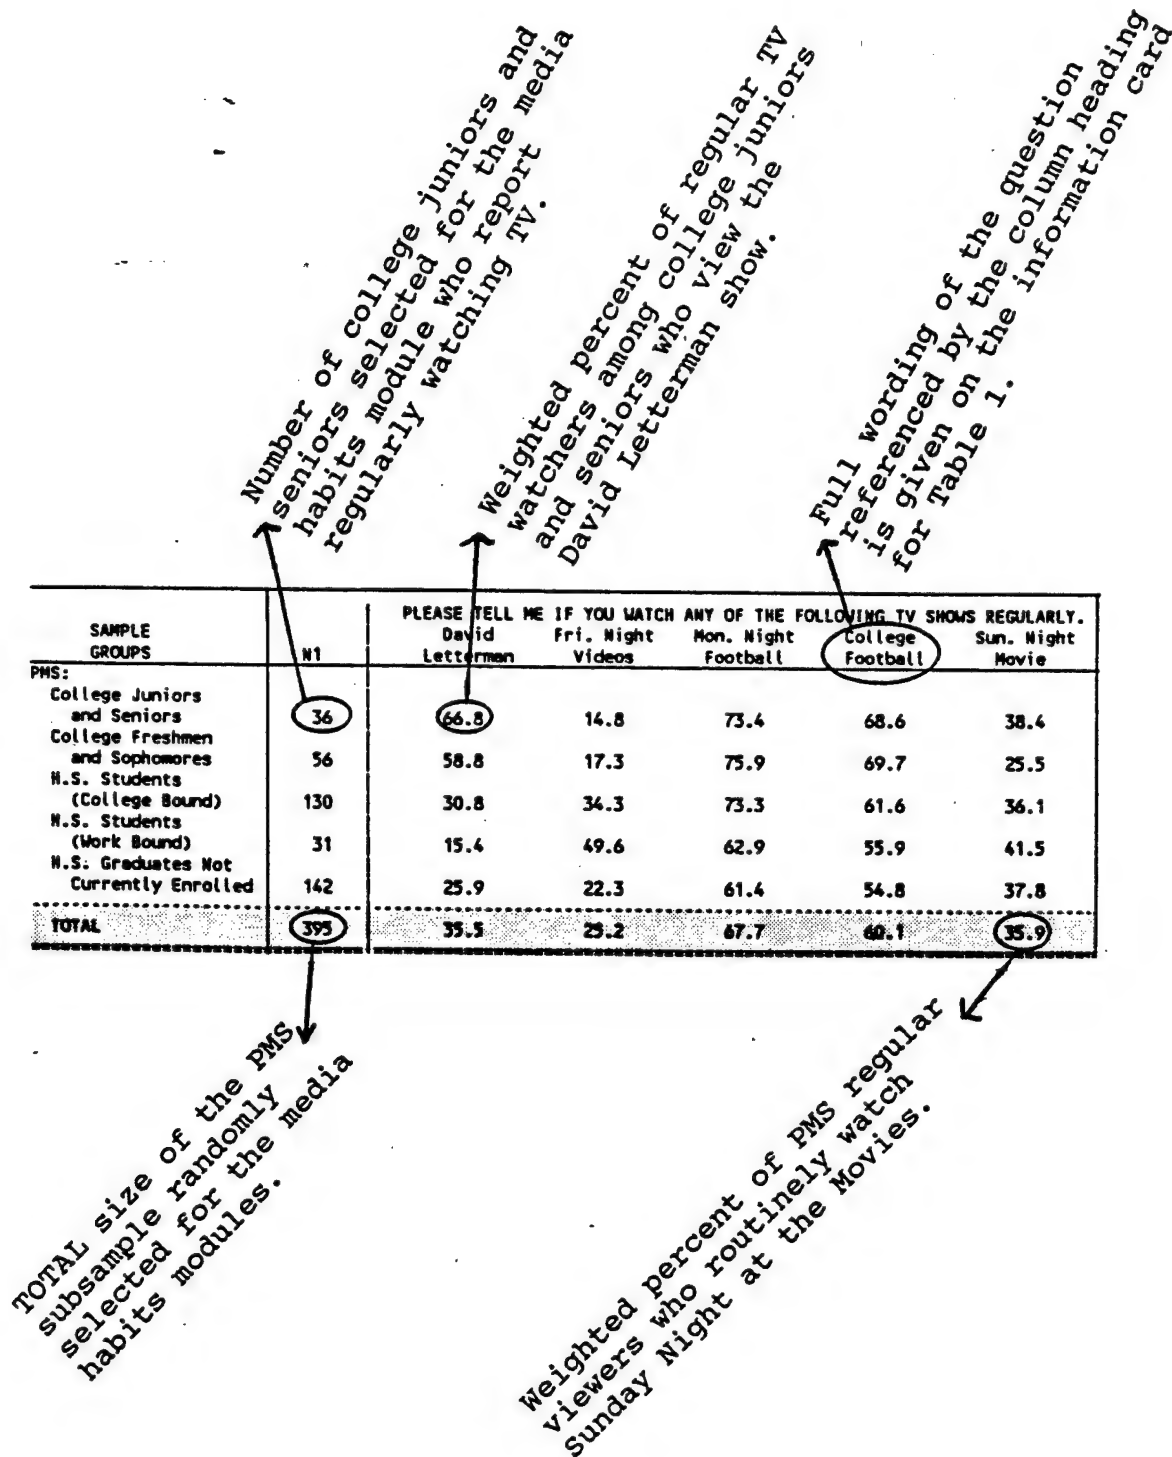 Number of college juniors and
seniors selected for the media
habits module who report
regularly watching TV.
Weighted percent of regular TV
watchers among college juniors
and seniors who view the
David Letterman show.
Full wording of the question
referenced by the column heading
is given on the information card
for Table 1.
PLEASE TELL ME IF YOU WATCH ANY OF THE FOLLOWING TV SHOWS REGULARLY.
SAMPLE David Fri. Night Mon. Night College Sun. Night
GROUPS N1 Letterman Videos Football Football Movie
PMS:
College Juniors
and Seniors 36 66.8 14.8 73.4 68.6 38.4
College Freshmen
and Sophomores 56 58.8 17.3 75.9 69.7 25.5
H.S. Students
(College Bound) 130 30.8 34.3 73.3 61.6 36.1
H.S. Students
(Work Bound) 31 15.4 49.6 62.9 55.9 41.5
H.S. Graduates Not
Currently Enrolled 142 25.9 22.3 61.4 54.8 37.8
TOTAL 395 35.5 25.2 67.7 60.1 35.9
TOTAL size of the PMS
subsample randomly
selected for the media
habits modules.
Weighted percent of PMS regular
viewers who routinely watch
Sunday Night at the Movies.